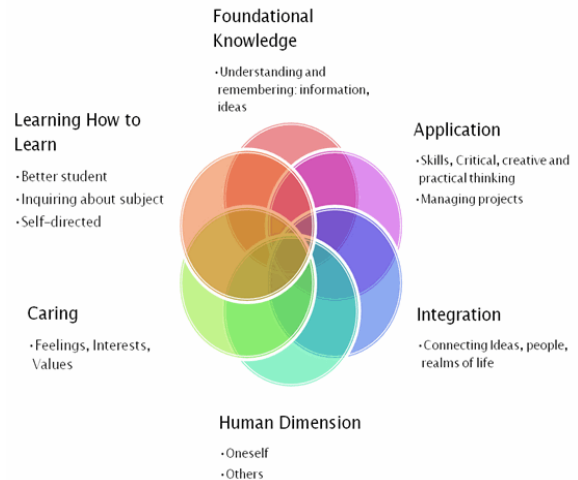 Foundational
Knowledge
•Understanding and
remembering: information,
ideas
Learning How to
Learn
•Better student
•Inquiring about subject
•Self-directed
Application
•Skills, Critical, creative and
practical thinking
•Managing projects
Caring
•Feelings, Interests,
Values
Integration
•Connecting Ideas, people,
realms of life
Human Dimension
•Oneself
•Others